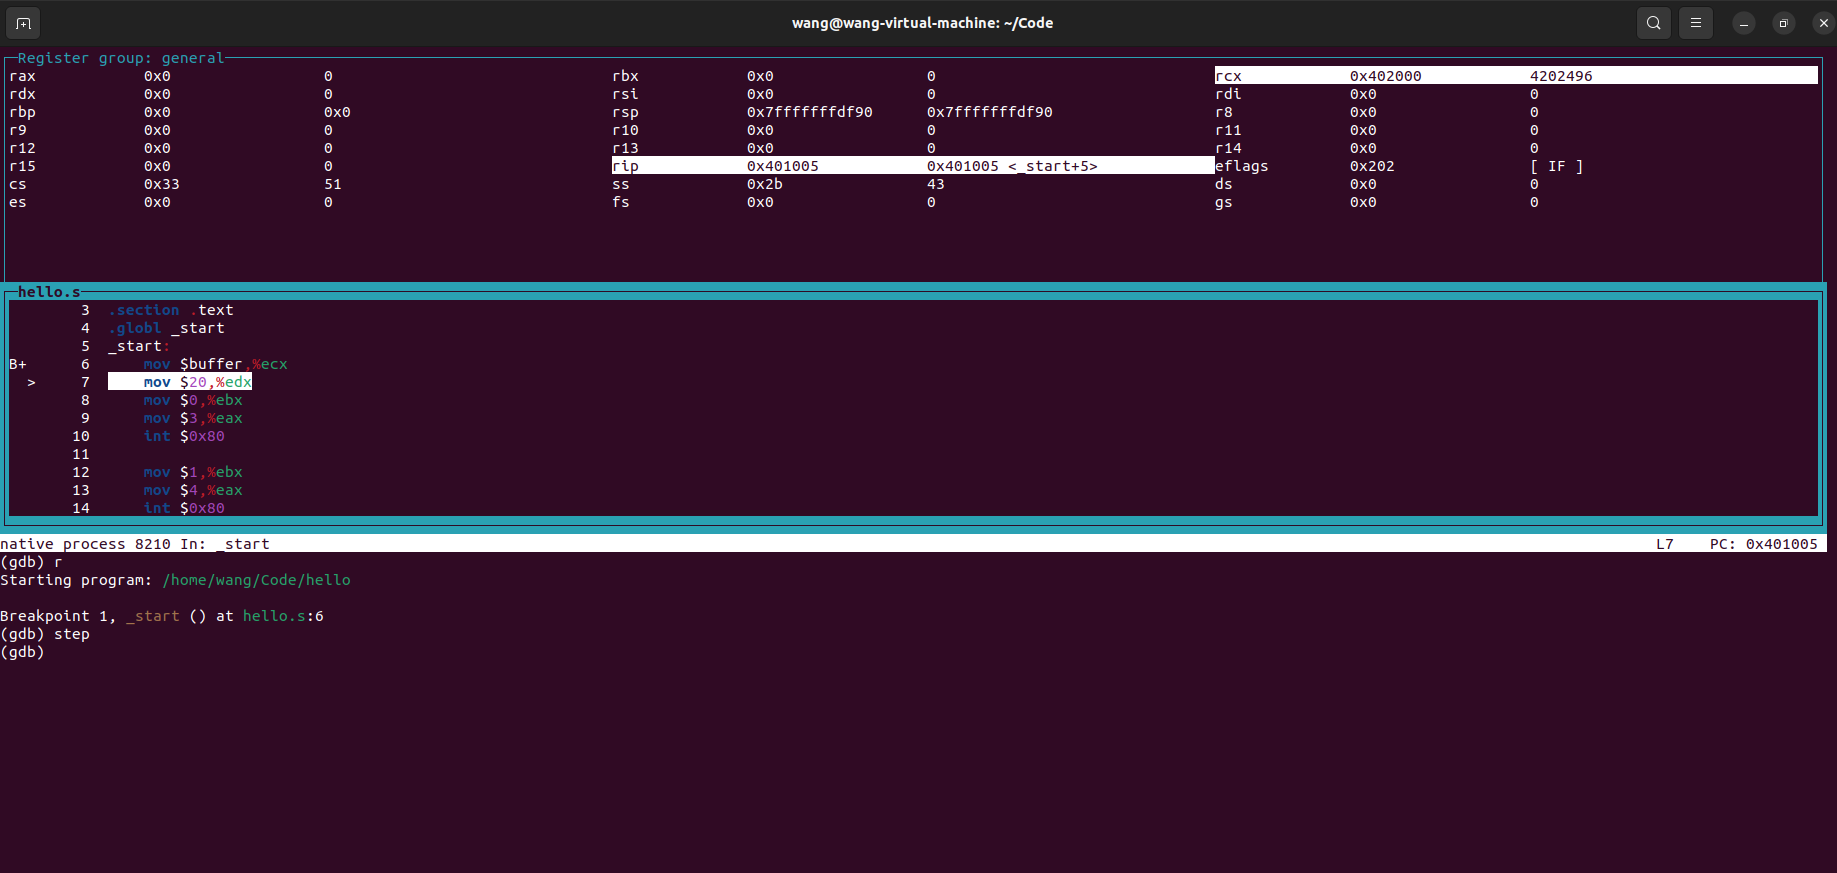 wang@wang-virtual-machine: ~/Code
Register group: general
rax 0x0 0 rbx 0x0 0 rcx 0x402000 4202496
rdx 0x0 0 rsi 0x0 0 rdi 0x0 0
rbp 0x0 0x0 rsp 0x7fffffffdf90 0x7fffffffdf90 r8 0x0 0
r9 0x0 0 r10 0x0 0 r11 0x0 0
r12 0x0 0 r13 0x0 0 r14 0x0 0
r15 0x0 0 rip 0x401005 0x401005 <_start+5> eflags 0x202 [ IF ]
cs 0x33 51 ss 0x2b 43 ds 0x0 0
es 0x0 0 fs 0x0 0 gs 0x0 0
hello.s
3 .section .text
4 .globl _start
5 _start:
B+ 6 mov $buffer,%ecx
> 7 mov $20,%edx
8 mov $0,%ebx
9 mov $3,%eax
10 int $0x80
11
12 mov $1,%ebx
13 mov $4,%eax
14 int $0x80
native process 8210 In: _start L7 PC: 0x401005
(gdb) r
Starting program: /home/wang/Code/hello
Breakpoint 1, _start () at hello.s:6
(gdb) step
(gdb)